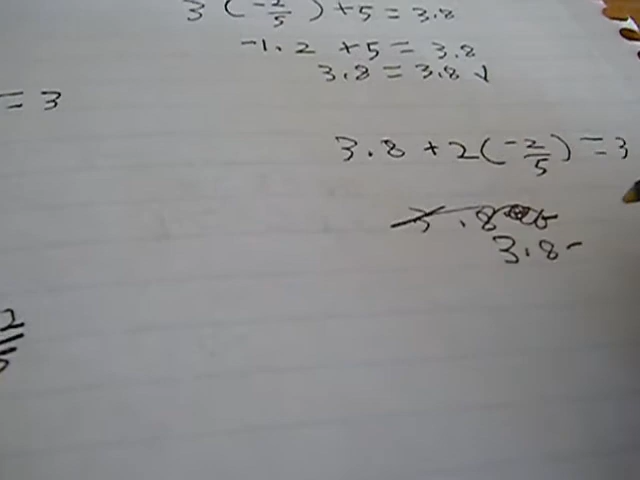 3 (-2/5) + 5 = 3.8
-1.2 + 5 = 3.8
3.8 = 3.8 √
= 3
3.8 + 2 (-2/5) = 3
3.8 -
2